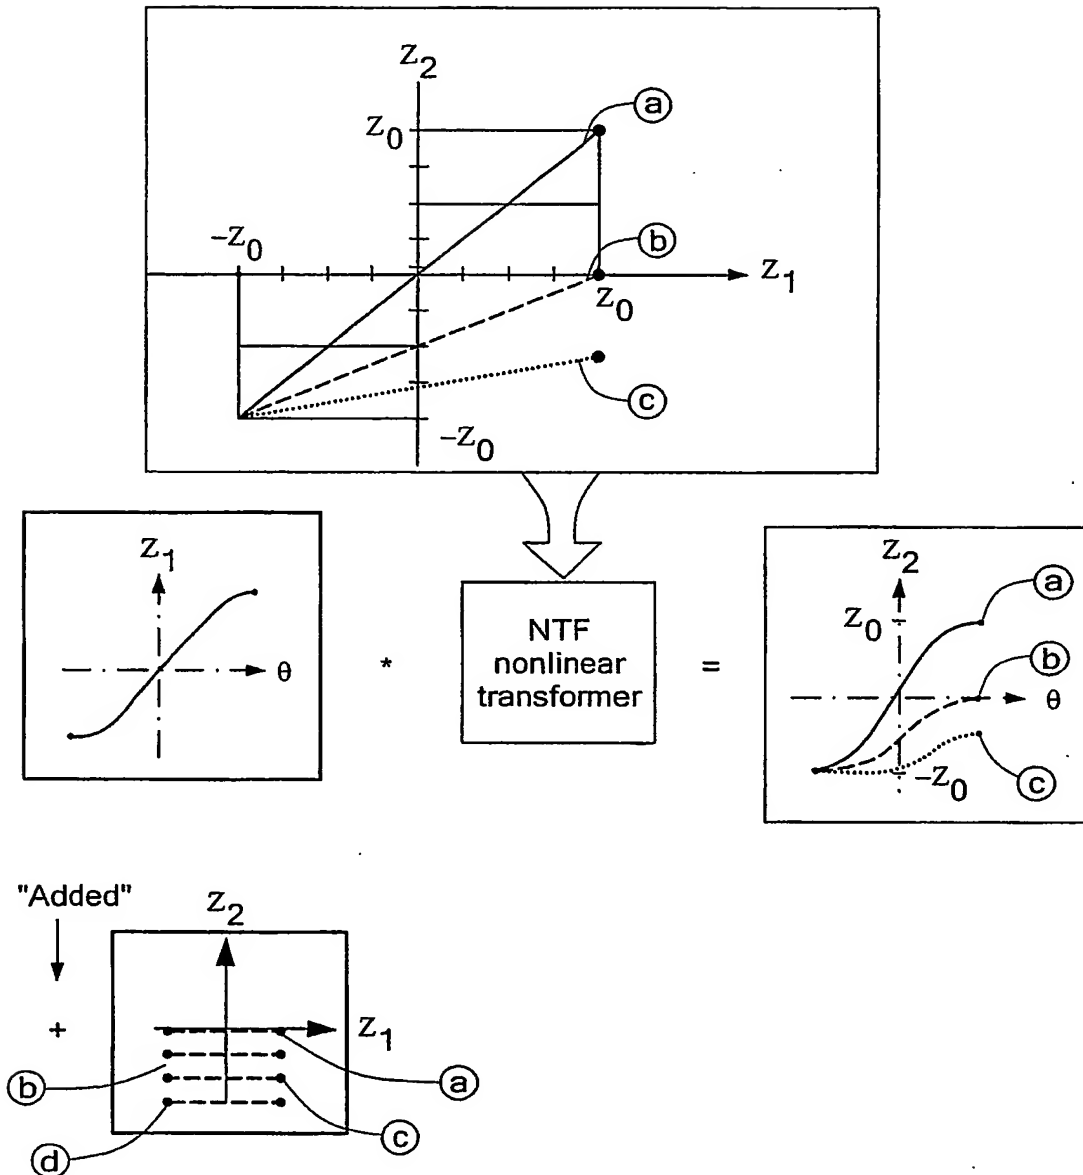 Z2
Z0
a
-Z0
b
Z1
Z0
c
-Z0
Z1
θ
*
NTF
nonlinear
transformer
=
Z2
a
Z0
b
θ
-Z0
c
"Added"
Z2
+
Z1
b
a
c
d